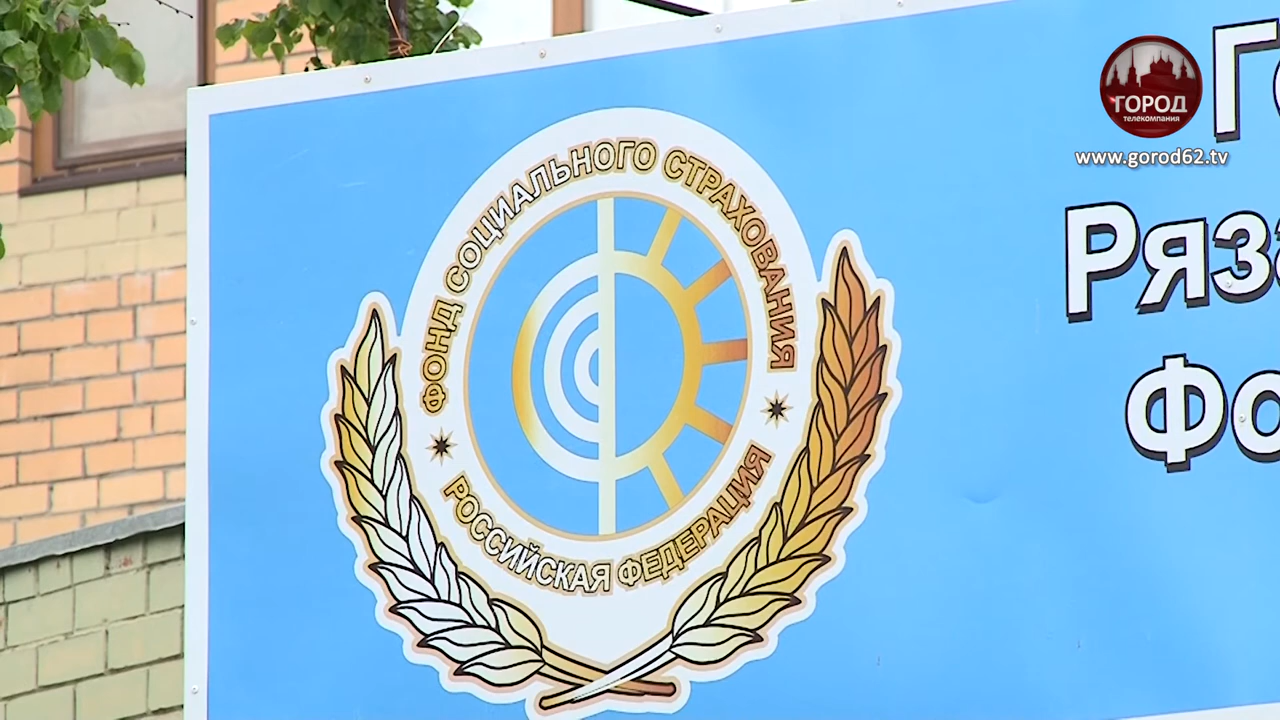 ГОРОД
телекомпания
www.gorod62.tv
ФОНД СОЦИАЛЬНОГО СТРАХОВАНИЯ
РОССИЙСКАЯ ФЕДЕРАЦИЯ